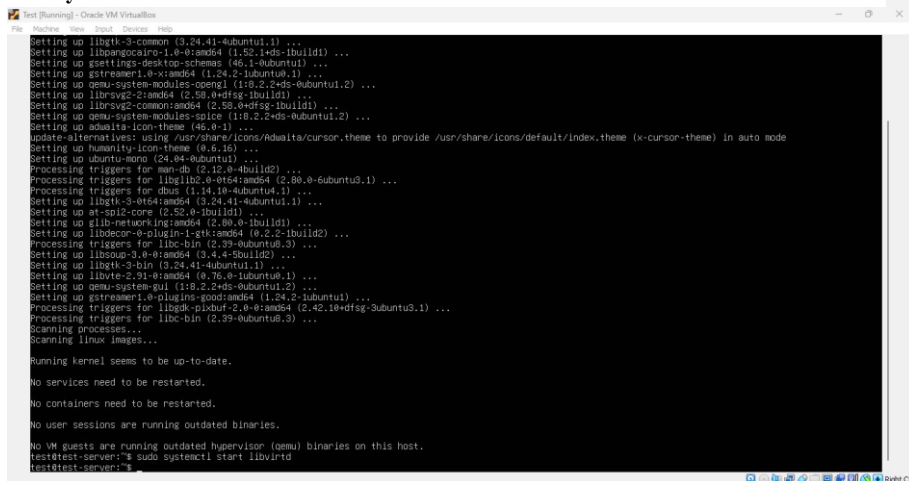 Test [Running] - Oracle VM VirtualBox
File Machine View Input Devices Help
Setting up libgtk-3-common (3.24.41-4ubuntu1.1) ...
Setting up libpangocairo-1.0-0:amd64 (1.52.1+ds-1build1) ...
Setting up gsettings-desktop-schemas (46.1-0ubuntu1) ...
Setting up gstreamer1.0-x:amd64 (1.24.2-1ubuntu0.1) ...
Setting up qemu-system-modules-opengl (1:8.2.2+ds-0ubuntu1.2) ...
Setting up librsvg2-2:amd64 (2.58.0+dfsg-1build1) ...
Setting up librsvg2-common:amd64 (2.58.0+dfsg-1build1) ...
Setting up qemu-system-modules-spice (1:8.2.2+ds-0ubuntu1.2) ...
Setting up adwaita-icon-theme (46.0-1) ...
update-alternatives: using /usr/share/icons/Adwaita/cursor.theme to provide /usr/share/icons/default/index.theme (x-cursor-theme) in auto mode
Setting up humanity-icon-theme (0.6.16) ...
Setting up ubuntu-mono (24.04-0ubuntu1) ...
Processing triggers for man-db (2.12.0-4build2) ...
Processing triggers for libglib2.0-0t64:amd64 (2.80.0-6ubuntu3.1) ...
Processing triggers for dbus (1.14.10-4ubuntu4.1) ...
Setting up libgtk-3-0t64:amd64 (3.24.41-4ubuntu1.1) ...
Setting up at-spi2-core (2.52.0-1build1) ...
Setting up glib-networking:amd64 (2.80.0-1build1) ...
Setting up libdecor-0-plugin-1-gtk:amd64 (0.2.2-1build2) ...
Processing triggers for libc-bin (2.39-0ubuntu8.3) ...
Setting up libsoup-3.0-0:amd64 (3.4.4-5build2) ...
Setting up libgtk-3-bin (3.24.41-4ubuntu1.1) ...
Setting up libvte-2.91-0:amd64 (0.76.0-1ubuntu0.1) ...
Setting up qemu-system-gui (1:8.2.2+ds-0ubuntu1.2) ...
Setting up gstreamer1.0-plugins-good:amd64 (1.24.2-1ubuntu1) ...
Processing triggers for libgdk-pixbuf-2.0-0:amd64 (2.42.10+dfsg-3ubuntu3.1) ...
Processing triggers for libc-bin (2.39-0ubuntu8.3) ...
Scanning processes...
Scanning linux images...
Running kernel seems to be up-to-date.
No services need to be restarted.
No containers need to be restarted.
No user sessions are running outdated binaries.
No VM guests are running outdated hypervisor (qemu) binaries on this host.
test@test-server:~$ sudo systemctl start libvirtd
test@test-server:~$ _
Right C